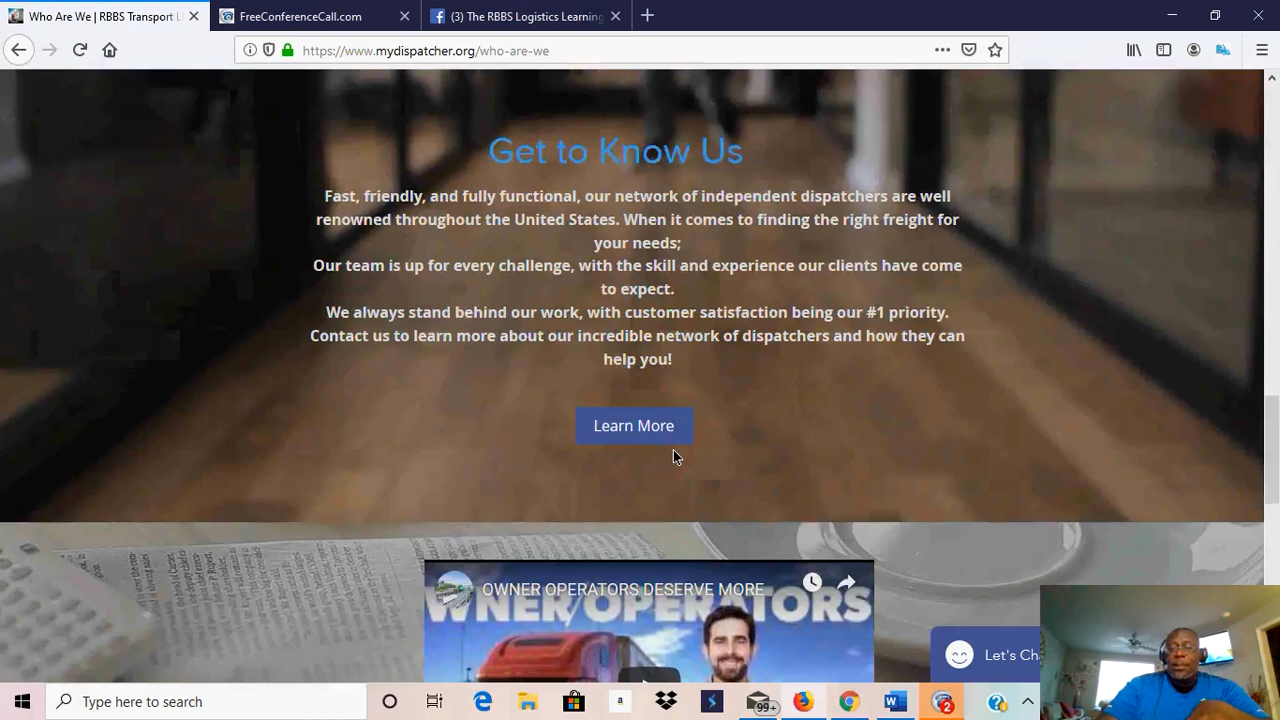 Who Are We | RBBS Transport L
FreeConferenceCall.com
(3) The RBBS Logistics Learning
https://www.mydispatcher.org/who-are-we
Get to Know Us
Fast, friendly, and fully functional, our network of independent dispatchers are well
renowned throughout the United States. When it comes to finding the right freight for
your needs;
Our team is up for every challenge, with the skill and experience our clients have come
to expect.
We always stand behind our work, with customer satisfaction being our #1 priority.
Contact us to learn more about our incredible network of dispatchers and how they can
help you!
Learn More
OWNER OPERATORS DESERVE MORE
WNER OPERATORS
Let's Ch
Type here to search
99+
2